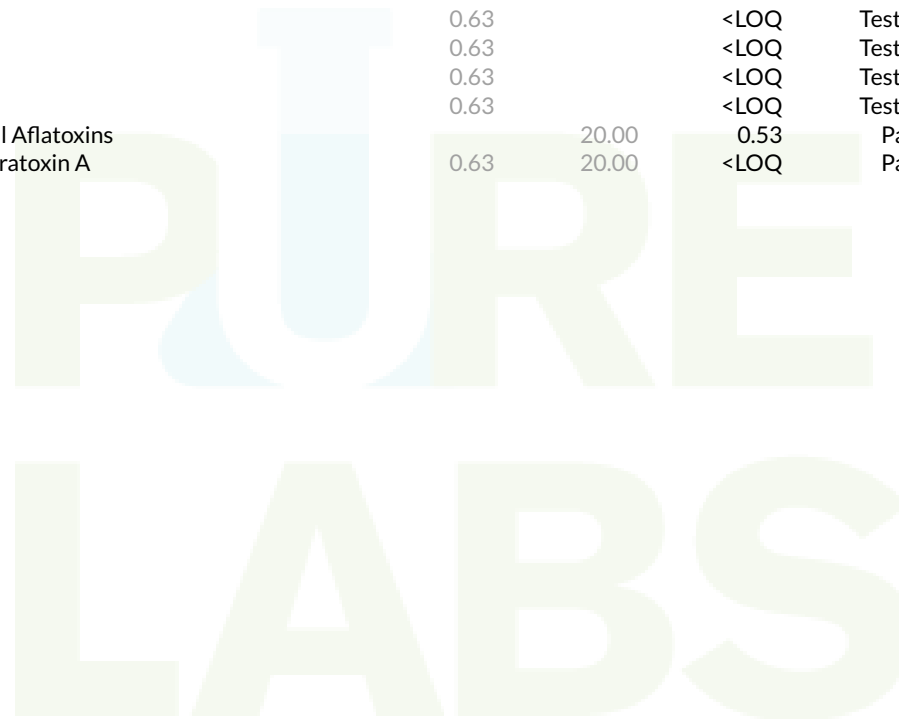 0.63 <LOQ Test
0.63 <LOQ Test
0.63 <LOQ Test
0.63 <LOQ Test
l Aflatoxins 20.00 0.53 Pa
ratoxin A 0.63 20.00 <LOQ Pa
PURE
LABS